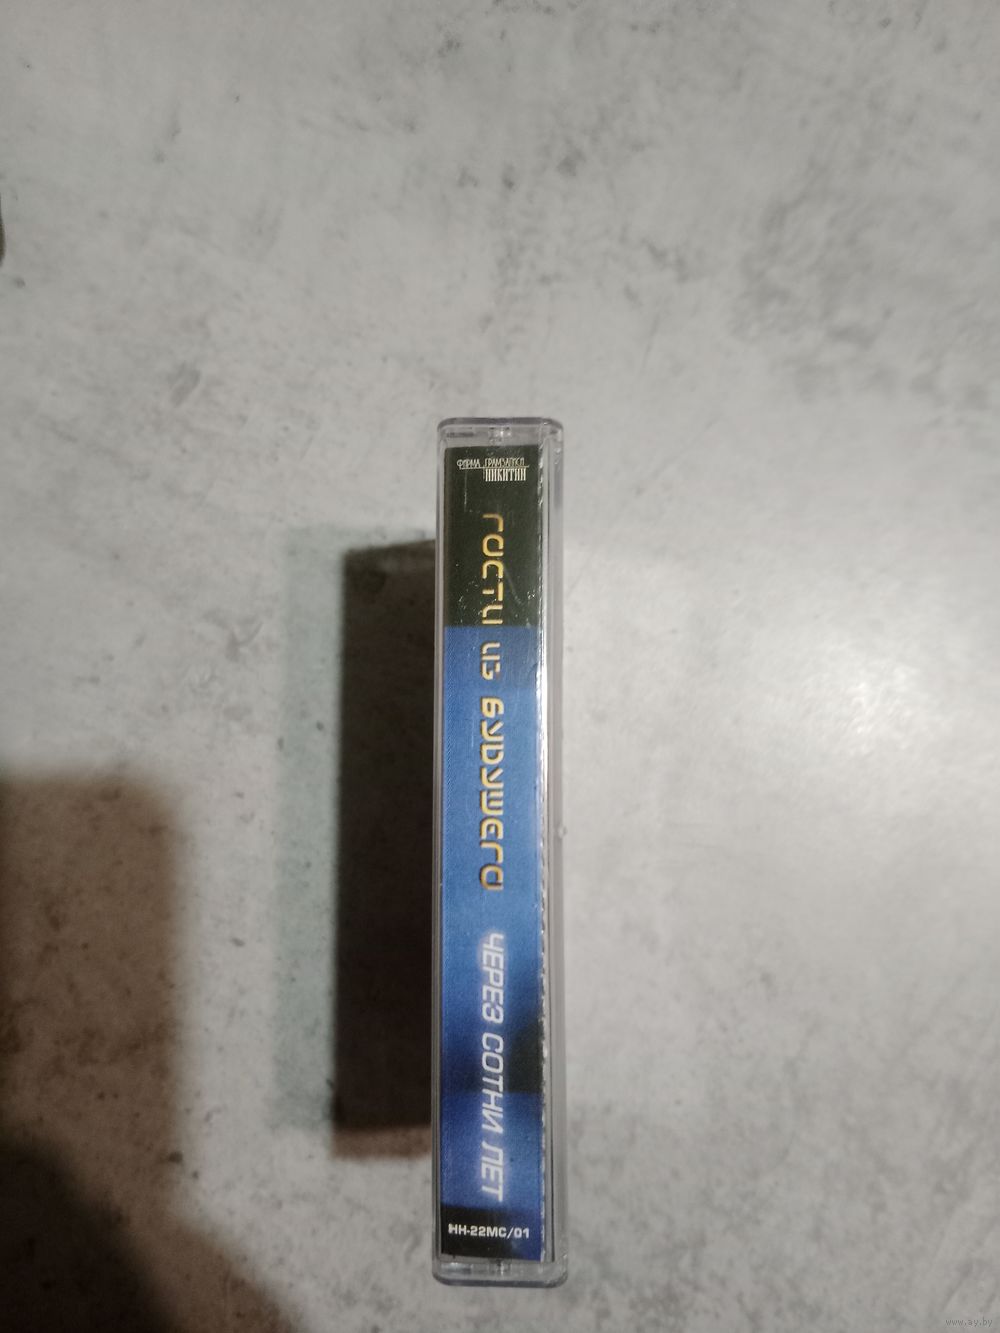 ФИРМА ГРАМЗАПИСИ
НИКИТИН
ГОСТИ ИЗ БУДУЩЕГО
ЧЕРЕЗ СОТНИ ЛЕТ
НН-22МС/01
www.ay.by